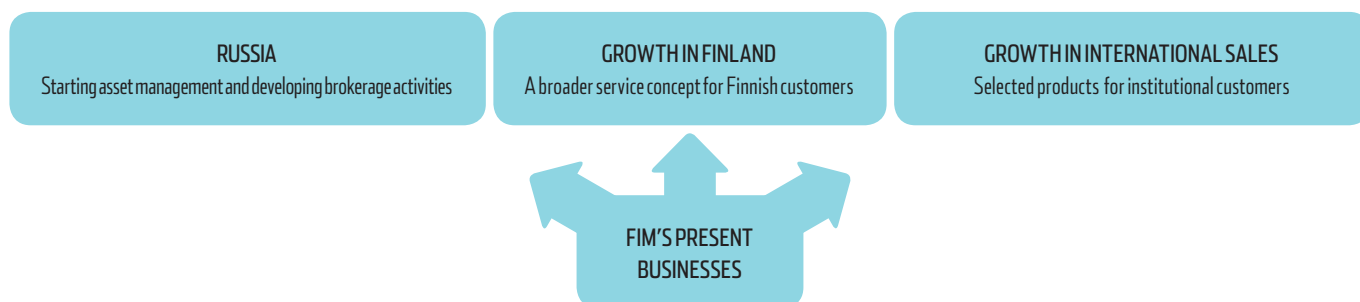 RUSSIA
Starting asset management and developing brokerage activities
GROWTH IN FINLAND
A broader service concept for Finnish customers
GROWTH IN INTERNATIONAL SALES
Selected products for institutional customers
FIM'S PRESENT
BUSINESSES